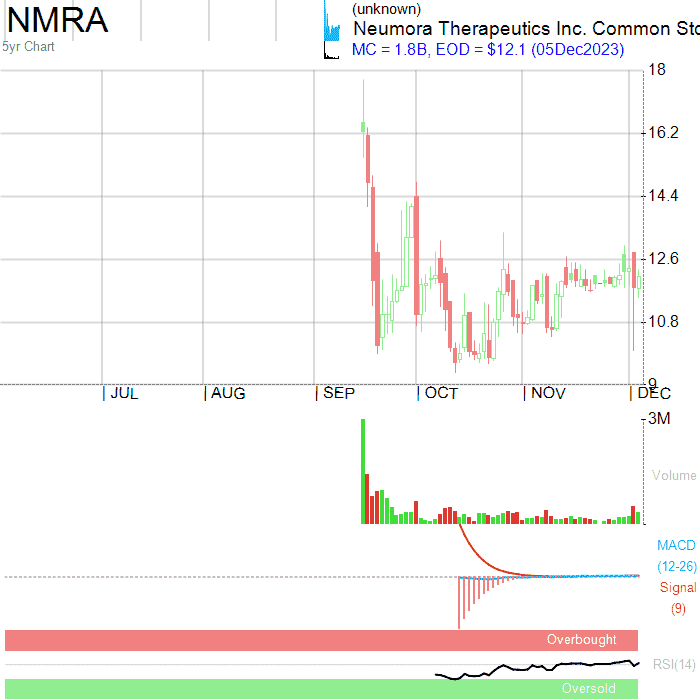 NMRA
(unknown)
Neumora Therapeutics Inc. Common Sto
5yr Chart
MC = 1.8B, EOD = $12.1 (05Dec2023)
18
16.2
14.4
12.6
10.8
9
| JUL | AUG | SEP | OCT | NOV | DEC
3M
Volume
MACD
(12-26)
Signal
(9)
Overbought
RSI(14)
Oversold